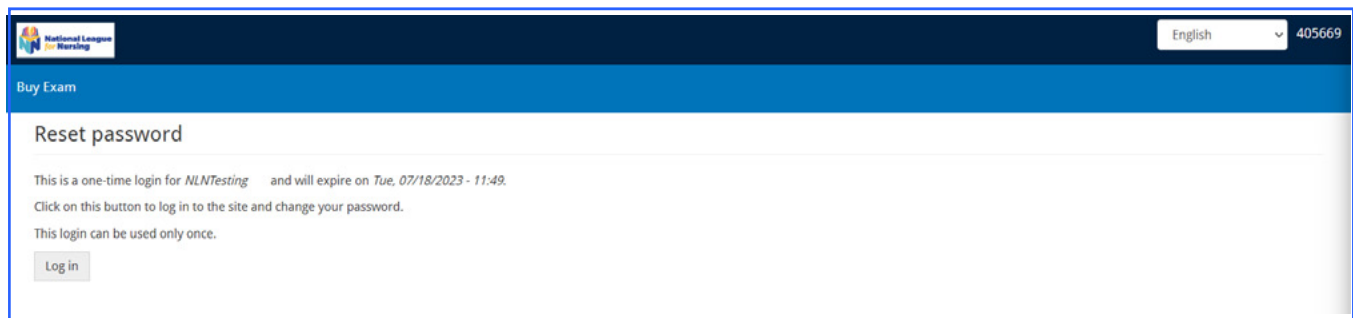 National League
for Nursing
English
405669
Buy Exam
Reset password
This is a one-time login for NLNTesting and will expire on Tue, 07/18/2023 - 11:49.
Click on this button to log in to the site and change your password.
This login can be used only once.
Log in